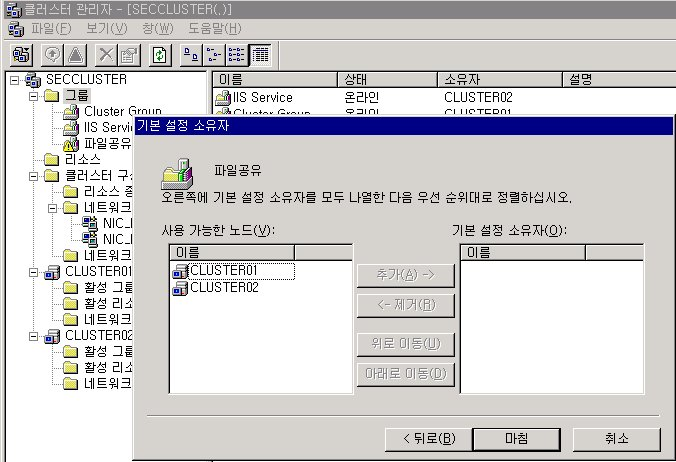 클러스터 관리자 - [SECCLUSTER(.)]
파일(F) 보기(V) 창(W) 도움말(H)
SECCLUSTER
그룹
Cluster Group
IIS Servi
파일공유
리소스
클러스터 구성
리소스 종
네트워크
NIC_
NIC_
네트워크
CLUSTER01
활성 그룹
활성 리소
네트워크
CLUSTER02
활성 그룹
활성 리소
네트워크
이름 상태 소유자 설명
IIS Service 온라인 CLUSTER02
Cluster Group 온라인 CLUSTER01
기본 설정 소유자
파일공유
오른쪽에 기본 설정 소유자를 모두 나열한 다음 우선 순위대로 정렬하십시오.
사용 가능한 노드(V):
이름
CLUSTER01
CLUSTER02
추가(A) ->
<- 제거(R)
위로 이동(U)
아래로 이동(D)
기본 설정 소유자(O):
이름
< 뒤로(B) 마침 취소